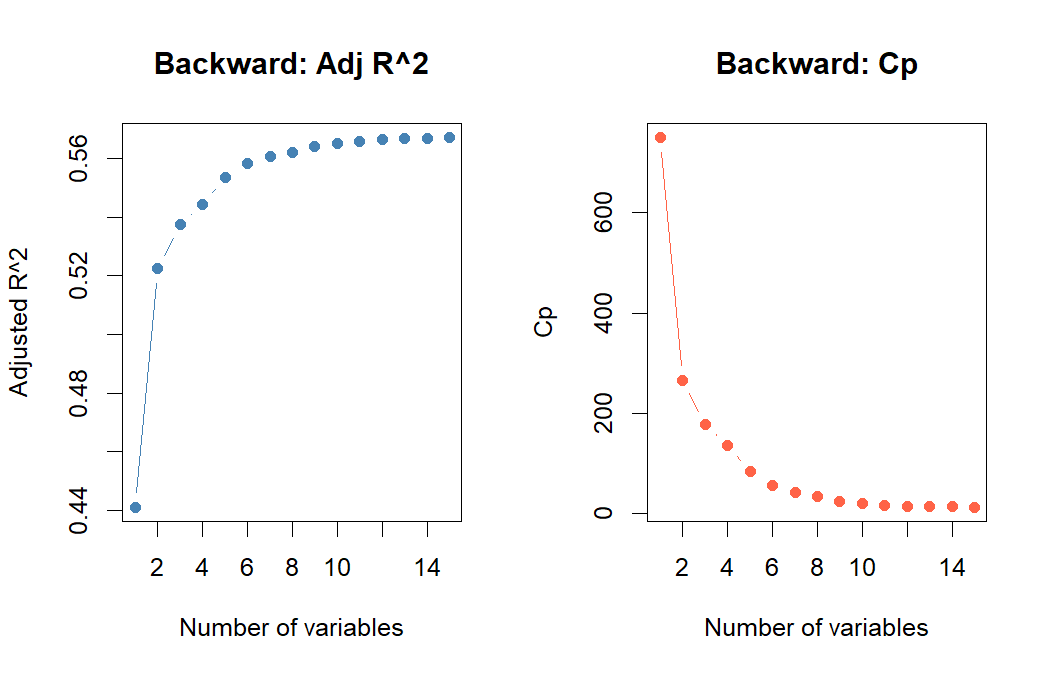 Backward: Adj R^2
Adjusted R^2
0.56
0.52
0.48
0.44
2 4 6 8 10 14
Number of variables
Backward: Cp
Cp
600
400
200
0
2 4 6 8 10 14
Number of variables